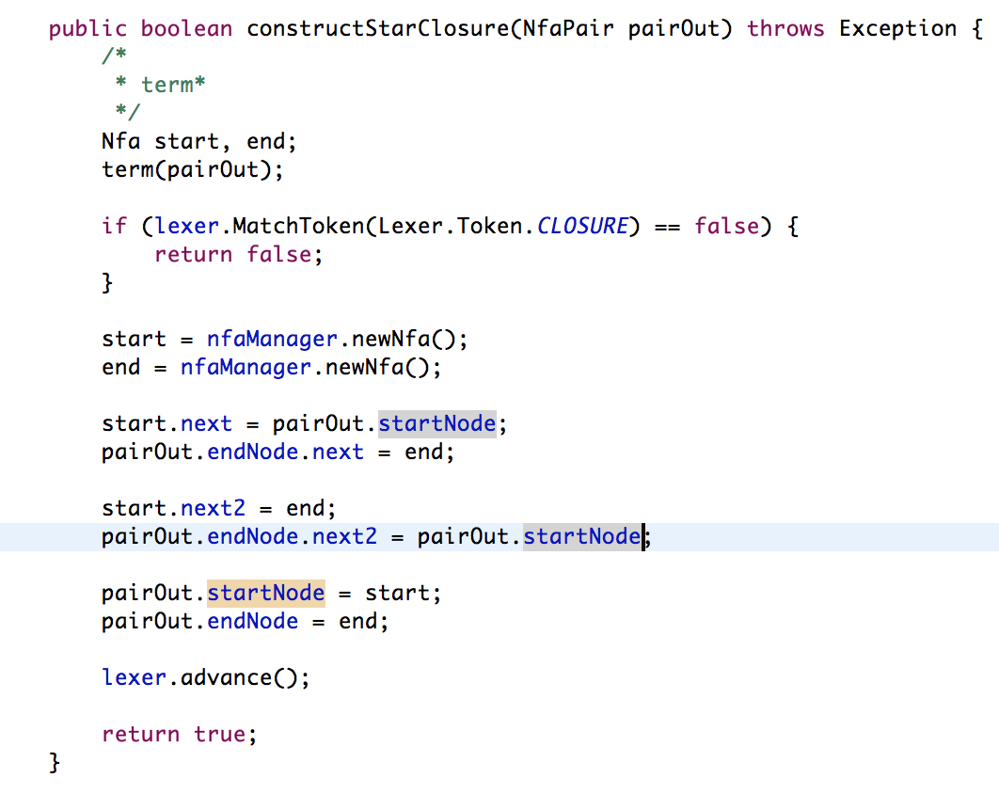 public boolean constructStarClosure(NfaPair pairOut) throws Exception {
/*
* term*
*/
Nfa start, end;
term(pairOut);
if (lexer.MatchToken(Lexer.Token.CLOSURE) == false) {
return false;
}
start = nfaManager.newNfa();
end = nfaManager.newNfa();
start.next = pairOut.startNode;
pairOut.endNode.next = end;
start.next2 = end;
pairOut.endNode.next2 = pairOut.startNode;
pairOut.startNode = start;
pairOut.endNode = end;
lexer.advance();
return true;
}